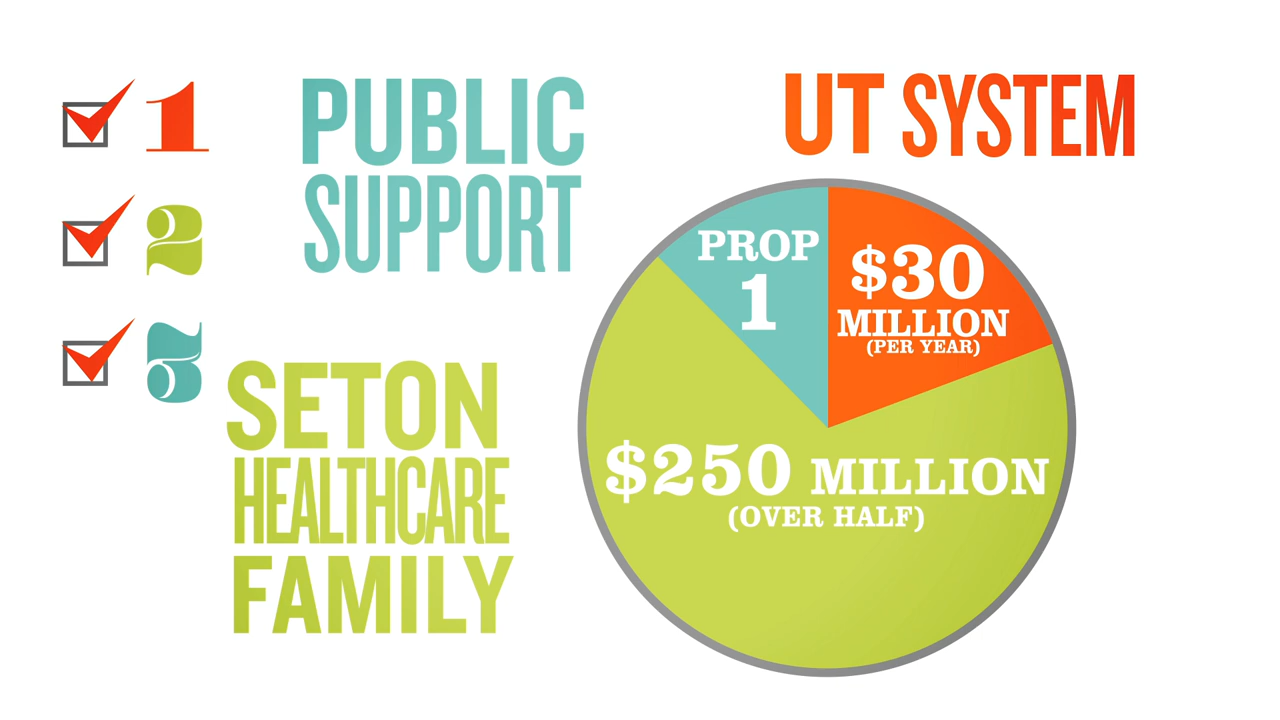 1
2
3
PUBLIC
SUPPORT
SETON
HEALTHCARE
FAMILY
UT SYSTEM
PROP
1
$30
MILLION
(PER YEAR)
$250 MILLION
(OVER HALF)